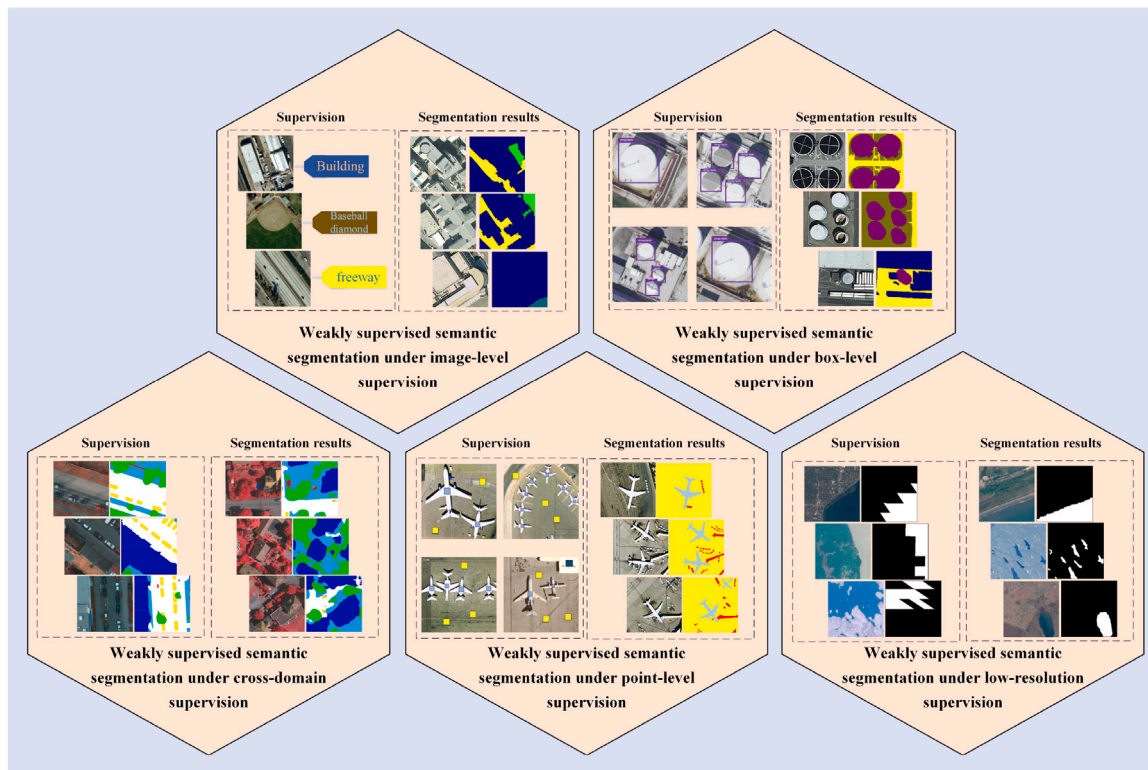 Supervision
Segmentation results
Building
Baseball
diamond
freeway
Weakly supervised semantic
segmentation under image-level
supervision
Supervision
Segmentation results
Weakly supervised semantic
segmentation under box-level
supervision
Supervision
Segmentation results
Weakly supervised semantic
segmentation under cross-domain
supervision
Supervision
Segmentation results
Weakly supervised semantic
segmentation under point-level
supervision
Supervision
Segmentation results
Weakly supervised semantic
segmentation under low-resolution
supervision